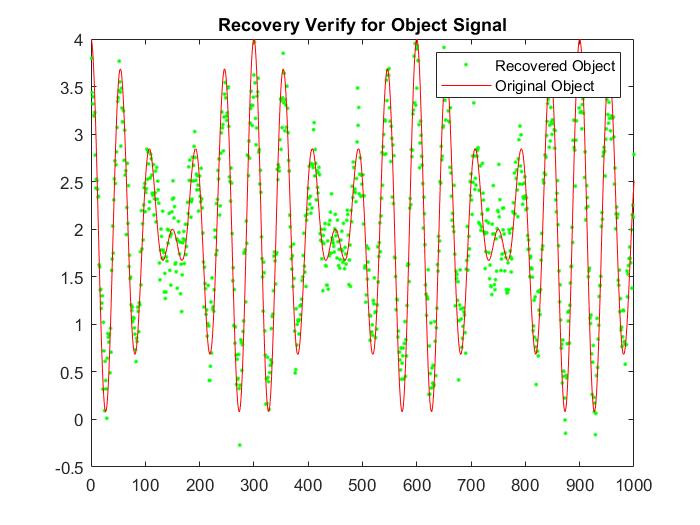 Recovery Verify for Object Signal
4
3.5
3
2.5
2
1.5
1
0.5
0
-0.5
Recovered Object
Original Object
0 100 200 300 400 500 600 700 800 900 1000